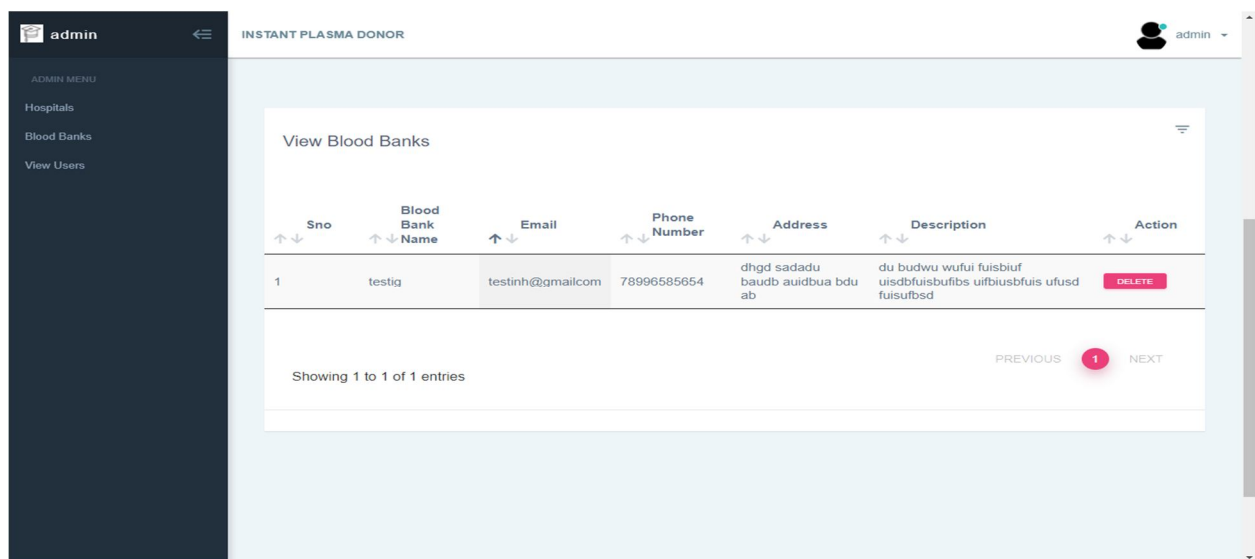 admin
INSTANT PLASMA DONOR
admin
ADMIN MENU
Hospitals
Blood Banks
View Users
View Blood Banks
Sno
Blood
Bank
Name
Email
Phone
Number
Address
Description
Action
1
testig
testinh@gmailcom
78996585654
dhgd sadadu
baudb auidbua bdu
ab
du budwu wufui fuisbiuf
uisdbfuisbufibs uifbiusbfuis ufusd
fuisufbsd
DELETE
PREVIOUS
1
NEXT
Showing 1 to 1 of 1 entries